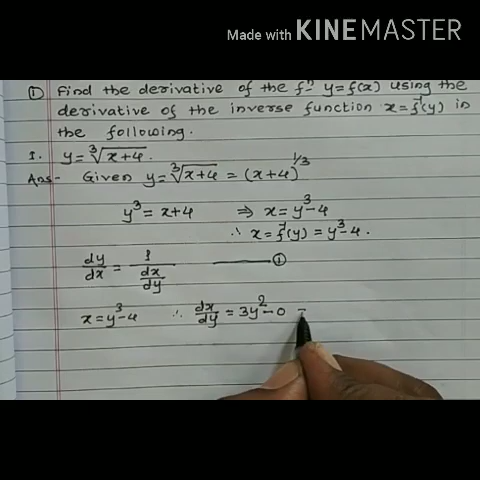 Made with KINEMASTER
① Find the derivative of the fⁿ y=f(x) using the
derivative of the inverse function x=f⁻¹(y) in
the following.
1. y=∛(x+4).
Ans- Given y=∛(x+4) = (x+4)^1/3
y³=x+4 ⇒ x=y³-4
∴ x=f⁻¹(y)=y³-4.
dy/dx = 1/(dx/dy) ——— ①
x=y³-4 ∴ dx/dy = 3y²-0